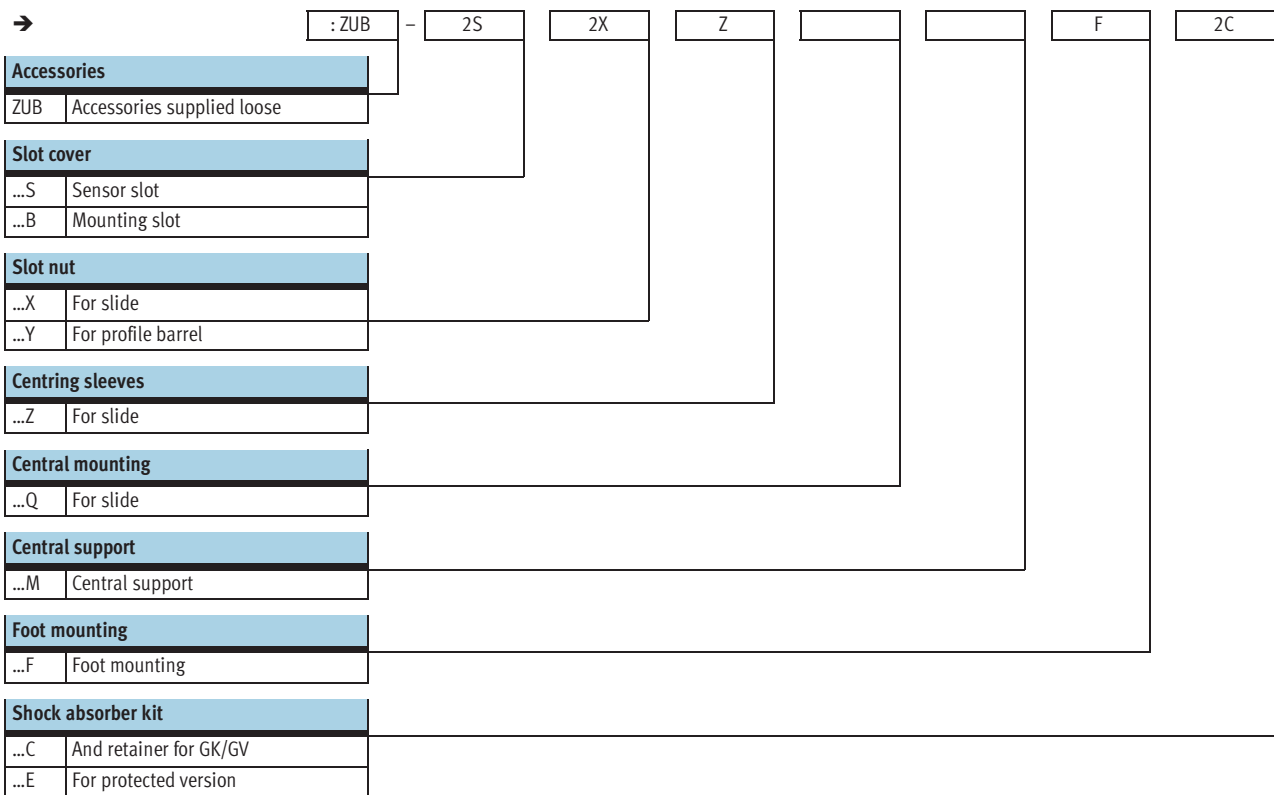 ➔ : ZUB – 2S 2X Z F 2C
Accessories
ZUB Accessories supplied loose
Slot cover
...S Sensor slot
...B Mounting slot
Slot nut
...X For slide
...Y For profile barrel
Centring sleeves
...Z For slide
Central mounting
...Q For slide
Central support
...M Central support
Foot mounting
...F Foot mounting
Shock absorber kit
...C And retainer for GK/GV
...E For protected version